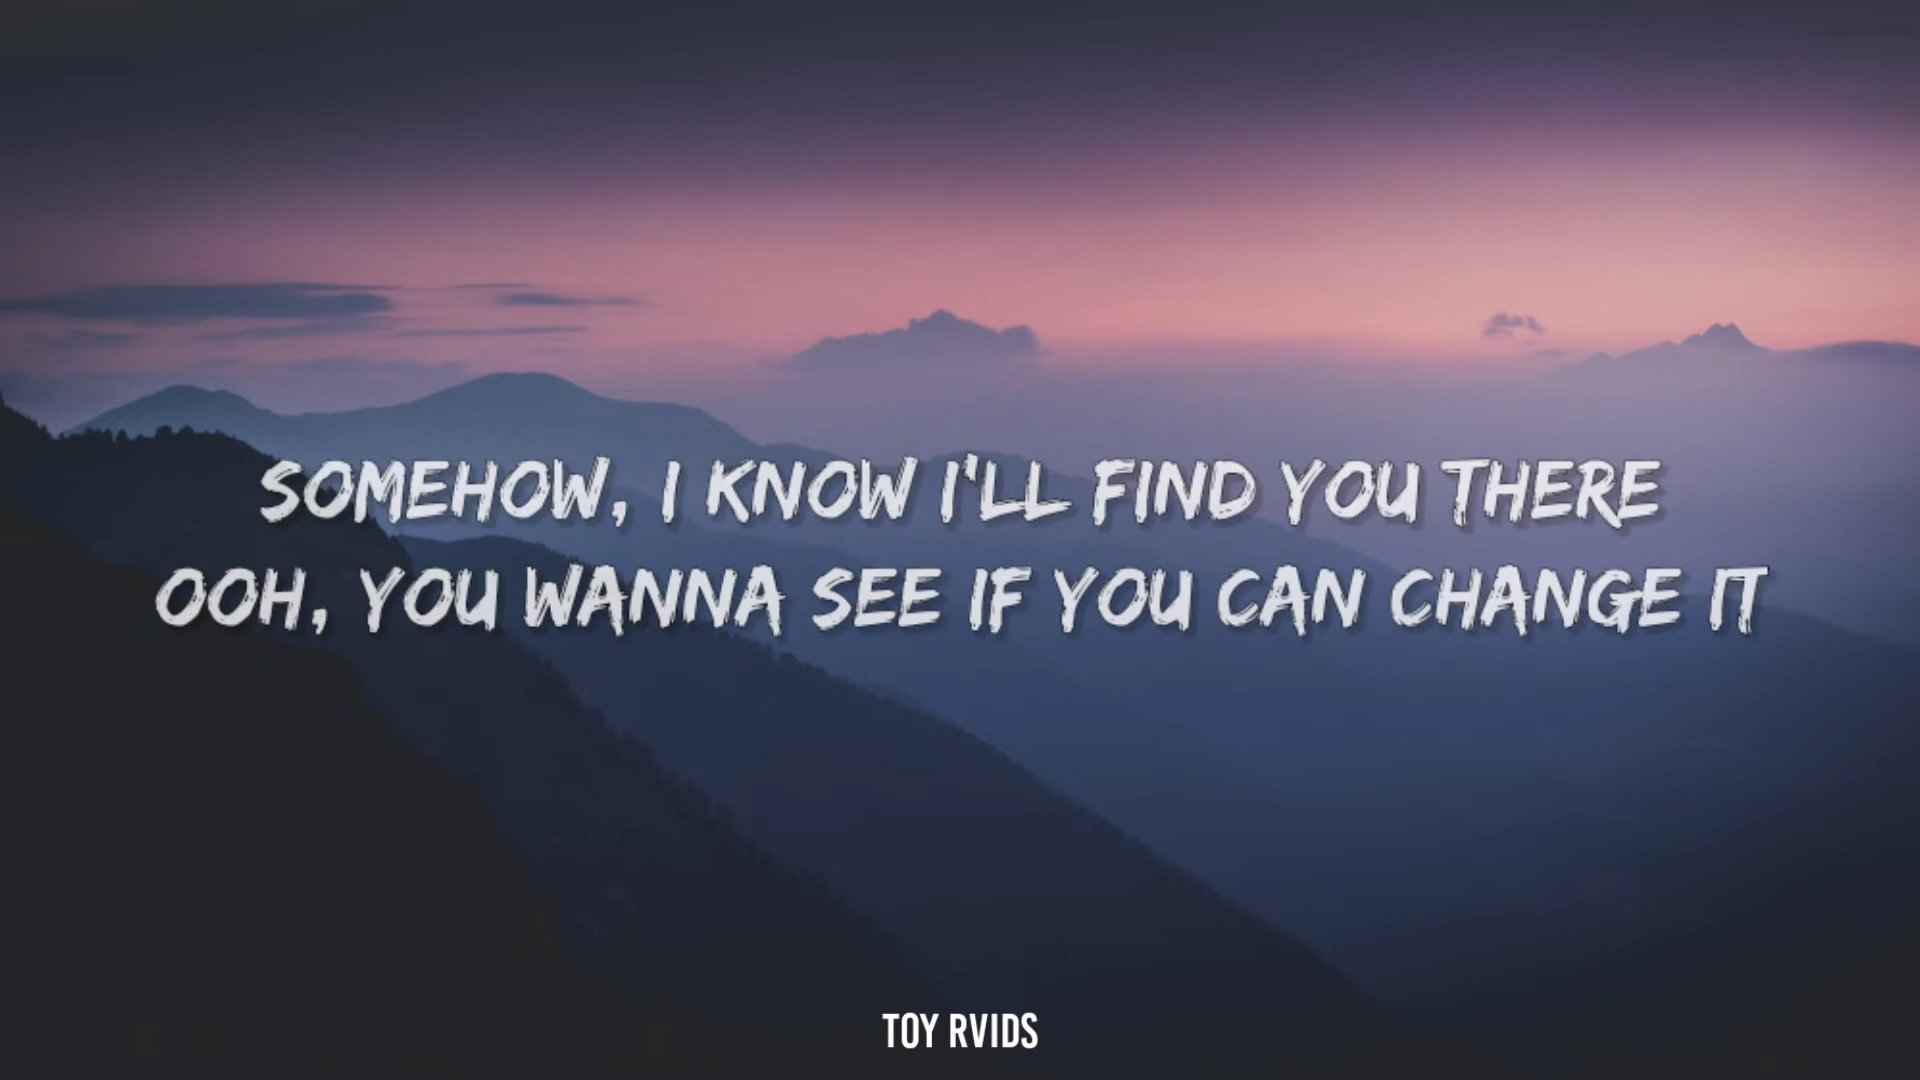 SOMEHOW, I KNOW I'LL FIND YOU THERE
OOH, YOU WANNA SEE IF YOU CAN CHANGE IT
TOY RVIDS